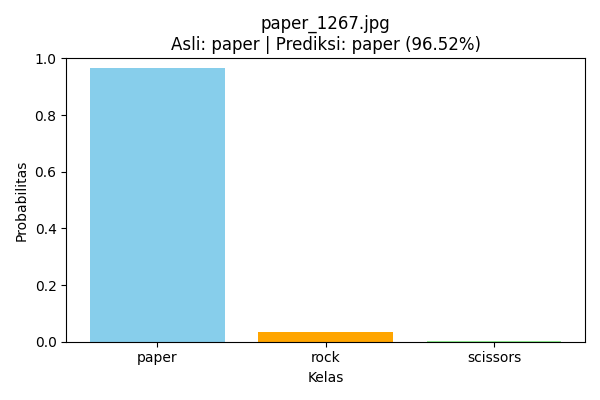 paper_1267.jpg
Asli: paper | Prediksi: paper (96.52%)
1.0
0.8
0.6
0.4
0.2
0.0
Probabilitas
paper rock scissors
Kelas